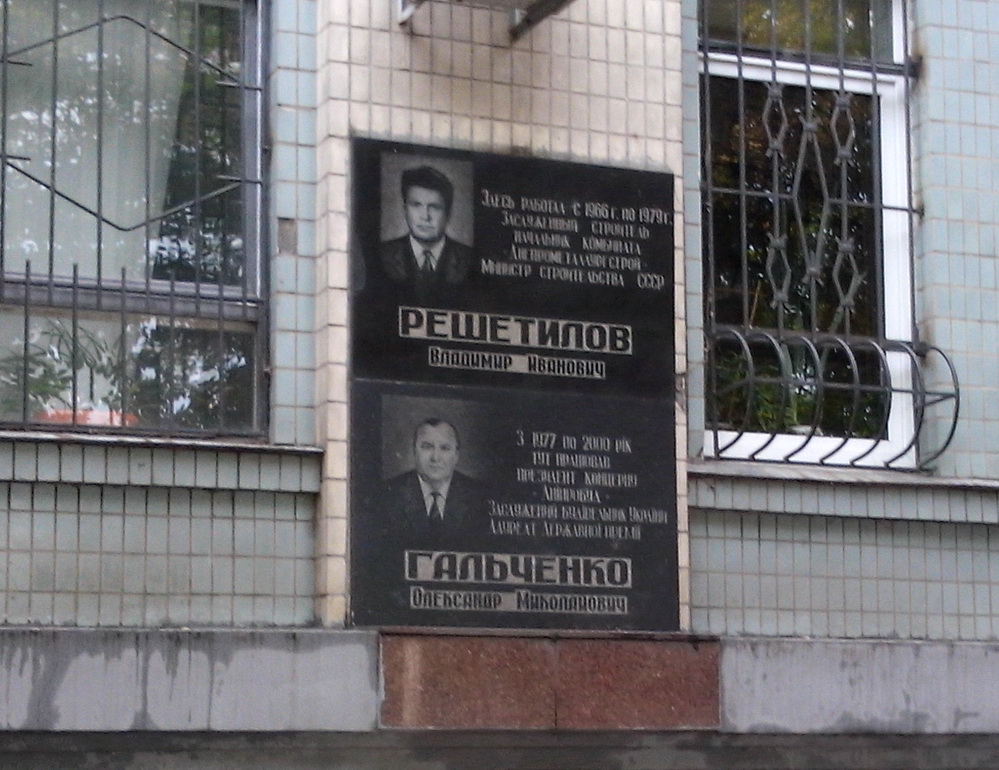 Здесь работал с 1966 г. по 1979 г.
Заслуженный строитель
начальник комбината
Днепрометаллургстрой
Министр строительства СССР
РЕШЕТИЛОВ
Владимир Иванович
З 1977 по 2000 рік
тут працював
президент концерну
Заслужений будівельник України
лауреат Державної премії
ГАЛЬЧЕНКО
Олександр Миколайович